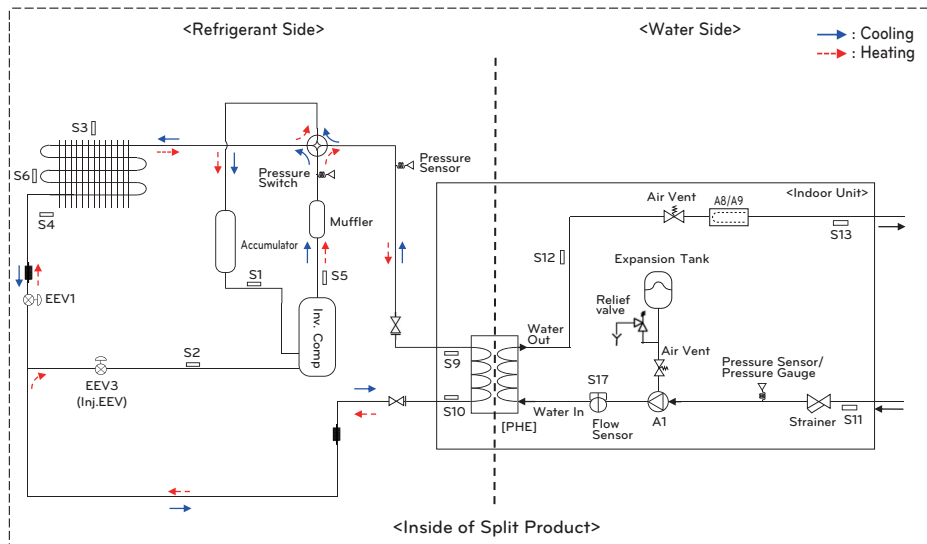 <Refrigerant Side>
<Water Side>
: Cooling
: Heating
S3
S6
S4
Pressure
Switch
Pressure
Sensor
Muffler
Accumulator
S1
S5
Inv. Comp
EEV1
S2
EEV3
(Inj.EEV)
<Indoor Unit>
Air Vent
A8/A9
S13
S12
Expansion Tank
Relief
valve
Water
Out
Air Vent
Pressure Sensor/
Pressure Gauge
S9
S10
S17
Water In
[PHE]
Flow
Sensor
A1
Strainer
S11
<Inside of Split Product>